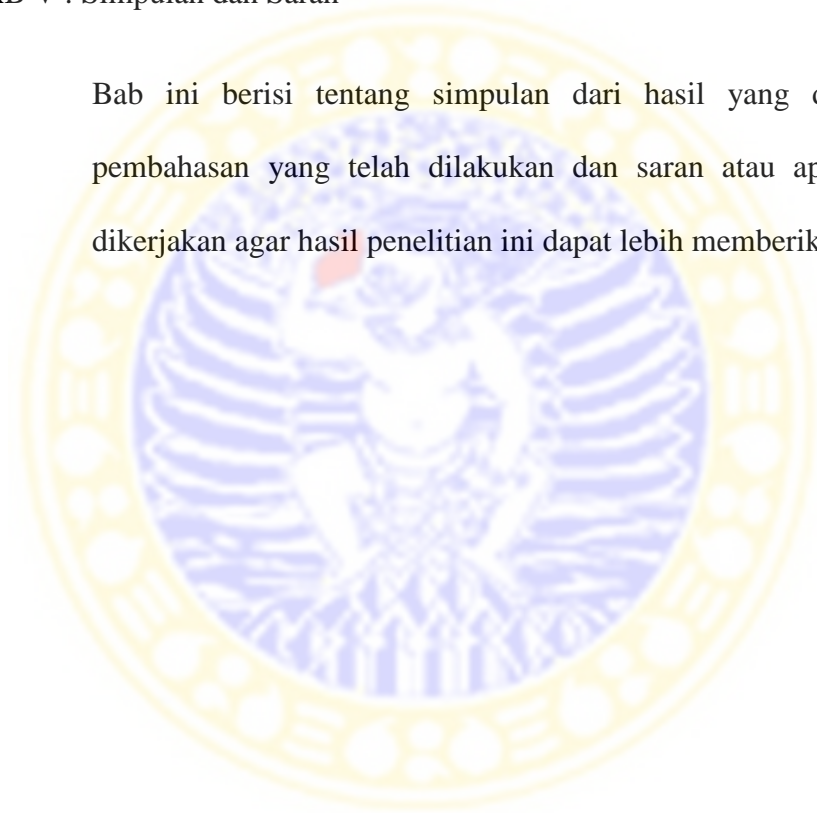 V : Simpulan dan Saran
Bab ini berisi tentang simpulan dari hasil yang
pembahasan yang telah dilakukan dan saran atau
dikerjakan agar hasil penelitian ini dapat lebih